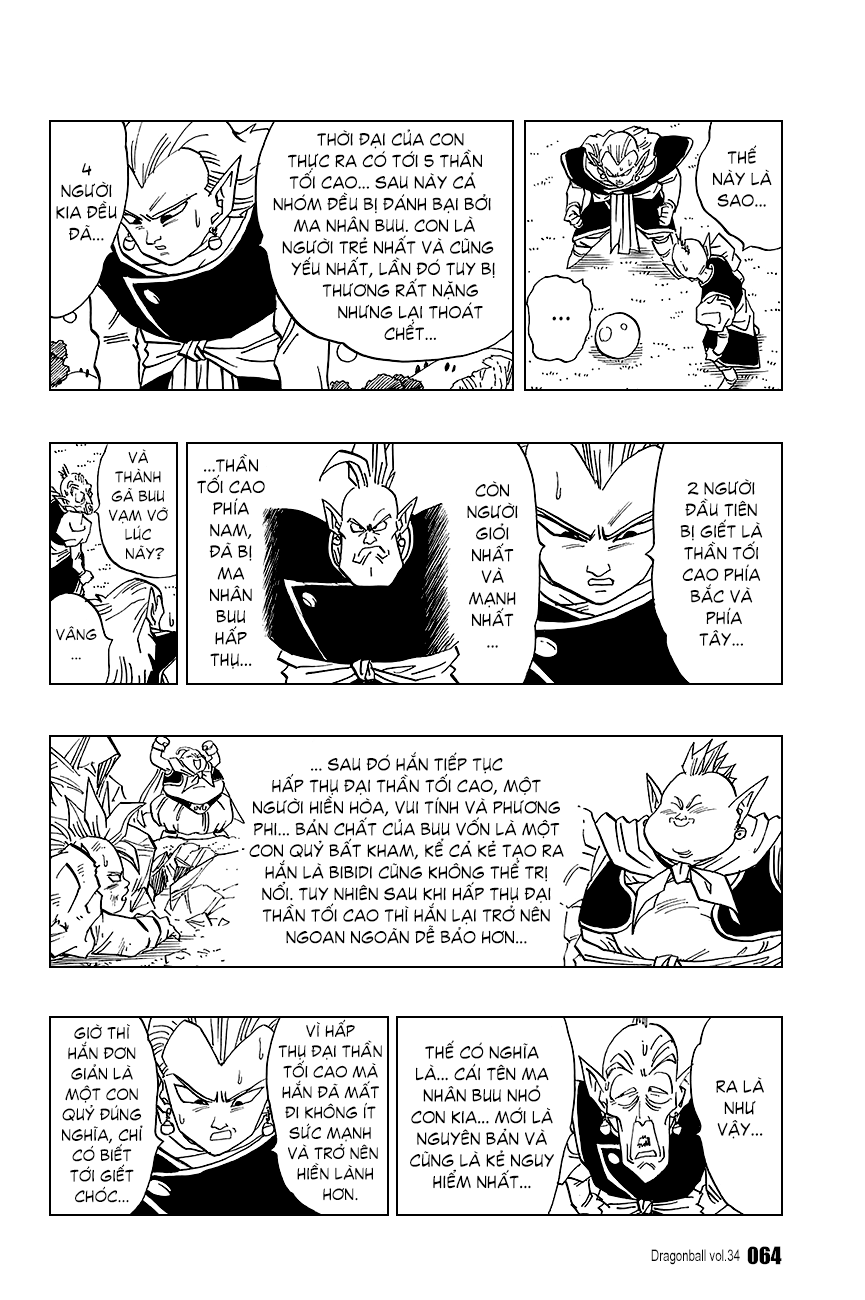 THẾ
NÀY LÀ
SAO...
...
THỜI ĐẠI CỦA CON
THỰC RA CÓ TỚI 5 THẦN
TỐI CAO... SAU NÀY CẢ
NHÓM ĐỀU BỊ ĐÁNH BẠI BỞI
MA NHÂN BUU. CON LÀ
NGƯỜI TRẺ NHẤT VÀ CŨNG
YẾU NHẤT, LẦN ĐÓ TUY BỊ
THƯƠNG RẤT NẶNG
NHƯNG LẠI THOÁT
CHẾT...
4
NGƯỜI
KIA ĐỀU
ĐÃ...
2 NGƯỜI
ĐẦU TIÊN
BỊ GIẾT LÀ
THẦN TỐI
CAO PHÍA
BẮC VÀ
PHÍA
TÂY...
CÒN
NGƯỜI
GIỎI
NHẤT
VÀ
MẠNH
NHẤT
...
...THẦN
TỐI CAO
PHÍA
NAM,
ĐÃ BỊ
MA
NHÂN
BUU
HẤP
THỤ...
VÀ
THÀNH
GÃ BUU
VẠM VỠ
LÚC
NÀY?
VÂNG
...
... SAU ĐÓ HẮN TIẾP TỤC
HẤP THỤ ĐẠI THẦN TỐI CAO, MỘT
NGƯỜI HIỀN HÒA, VUI TÍNH VÀ PHƯƠNG
PHI... BẢN CHẤT CỦA BUU VỐN LÀ MỘT
CON QUỶ BẤT KHAM, KỂ CẢ KẺ TẠO RA
HẮN LÀ BIBIDI CŨNG KHÔNG THỂ TRỊ
NỔI. TUY NHIÊN SAU KHI HẤP THỤ ĐẠI
THẦN TỐI CAO THÌ HẮN LẠI TRỞ NÊN
NGOAN NGOÃN DỄ BẢO HƠN...
RA LÀ
NHƯ
VẬY...
THẾ CÓ NGHĨA
LÀ... CÁI TÊN MA
NHÂN BUU NHỎ
CON KIA... MỚI LÀ
NGUYÊN BẢN VÀ
CŨNG LÀ KẺ NGUY
HIỂM NHẤT...
VÌ HẤP
THỤ ĐẠI THẦN
TỐI CAO MÀ
HẮN ĐÃ MẤT
ĐI KHÔNG ÍT
SỨC MẠNH
VÀ TRỞ NÊN
HIỀN LÀNH
HƠN.
GIỜ THÌ
HẮN ĐƠN
GIẢN LÀ
MỘT CON
QUỶ ĐÚNG
NGHĨA, CHỈ
CÓ BIẾT
TỚI GIẾT
CHÓC...
Dragonball vol.34 064